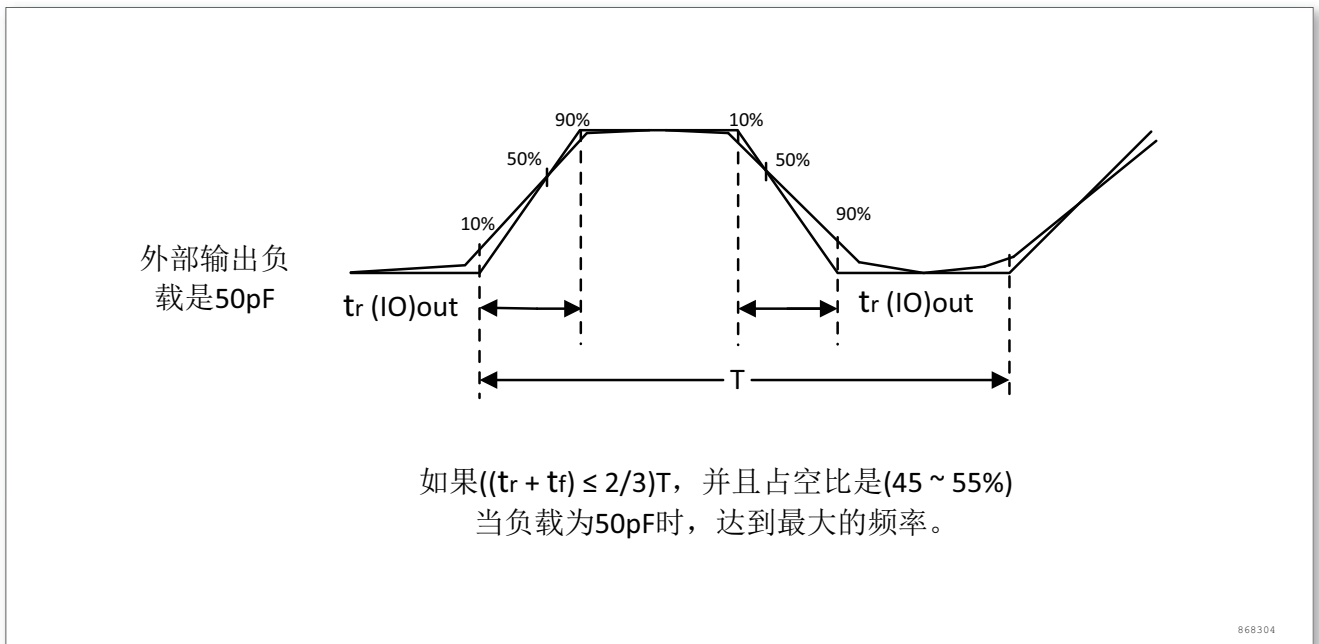 90%
10%
50%
50%
10%
90%
外部输出负
载是50pF
tr (IO)out
tr (IO)out
T
如果((tr + tf) ≤ 2/3)T，并且占空比是(45 ~ 55%)
当负载为50pF时，达到最大的频率。
868304